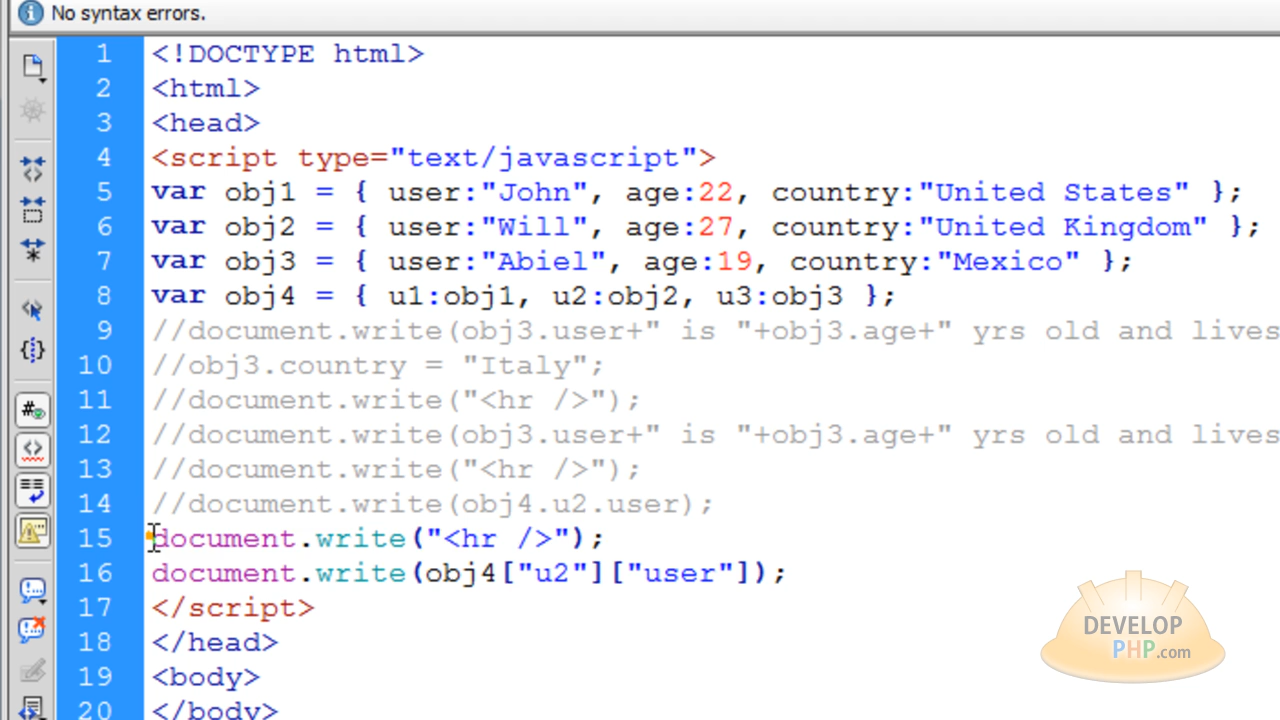 No syntax errors.
1 <!DOCTYPE html>
2 <html>
3 <head>
4 <script type="text/javascript">
5 var obj1 = { user:"John", age:22, country:"United States" };
6 var obj2 = { user:"Will", age:27, country:"United Kingdom" };
7 var obj3 = { user:"Abiel", age:19, country:"Mexico" };
8 var obj4 = { u1:obj1, u2:obj2, u3:obj3 };
9 //document.write(obj3.user+" is "+obj3.age+" yrs old and lives
10 //obj3.country = "Italy";
11 //document.write("<hr />");
12 //document.write(obj3.user+" is "+obj3.age+" yrs old and lives
13 //document.write("<hr />");
14 //document.write(obj4.u2.user);
15 document.write("<hr />");
16 document.write(obj4["u2"]["user"]);
17 </script>
18 </head>
19 <body>
20 </body>
DEVELOP
PHP.com